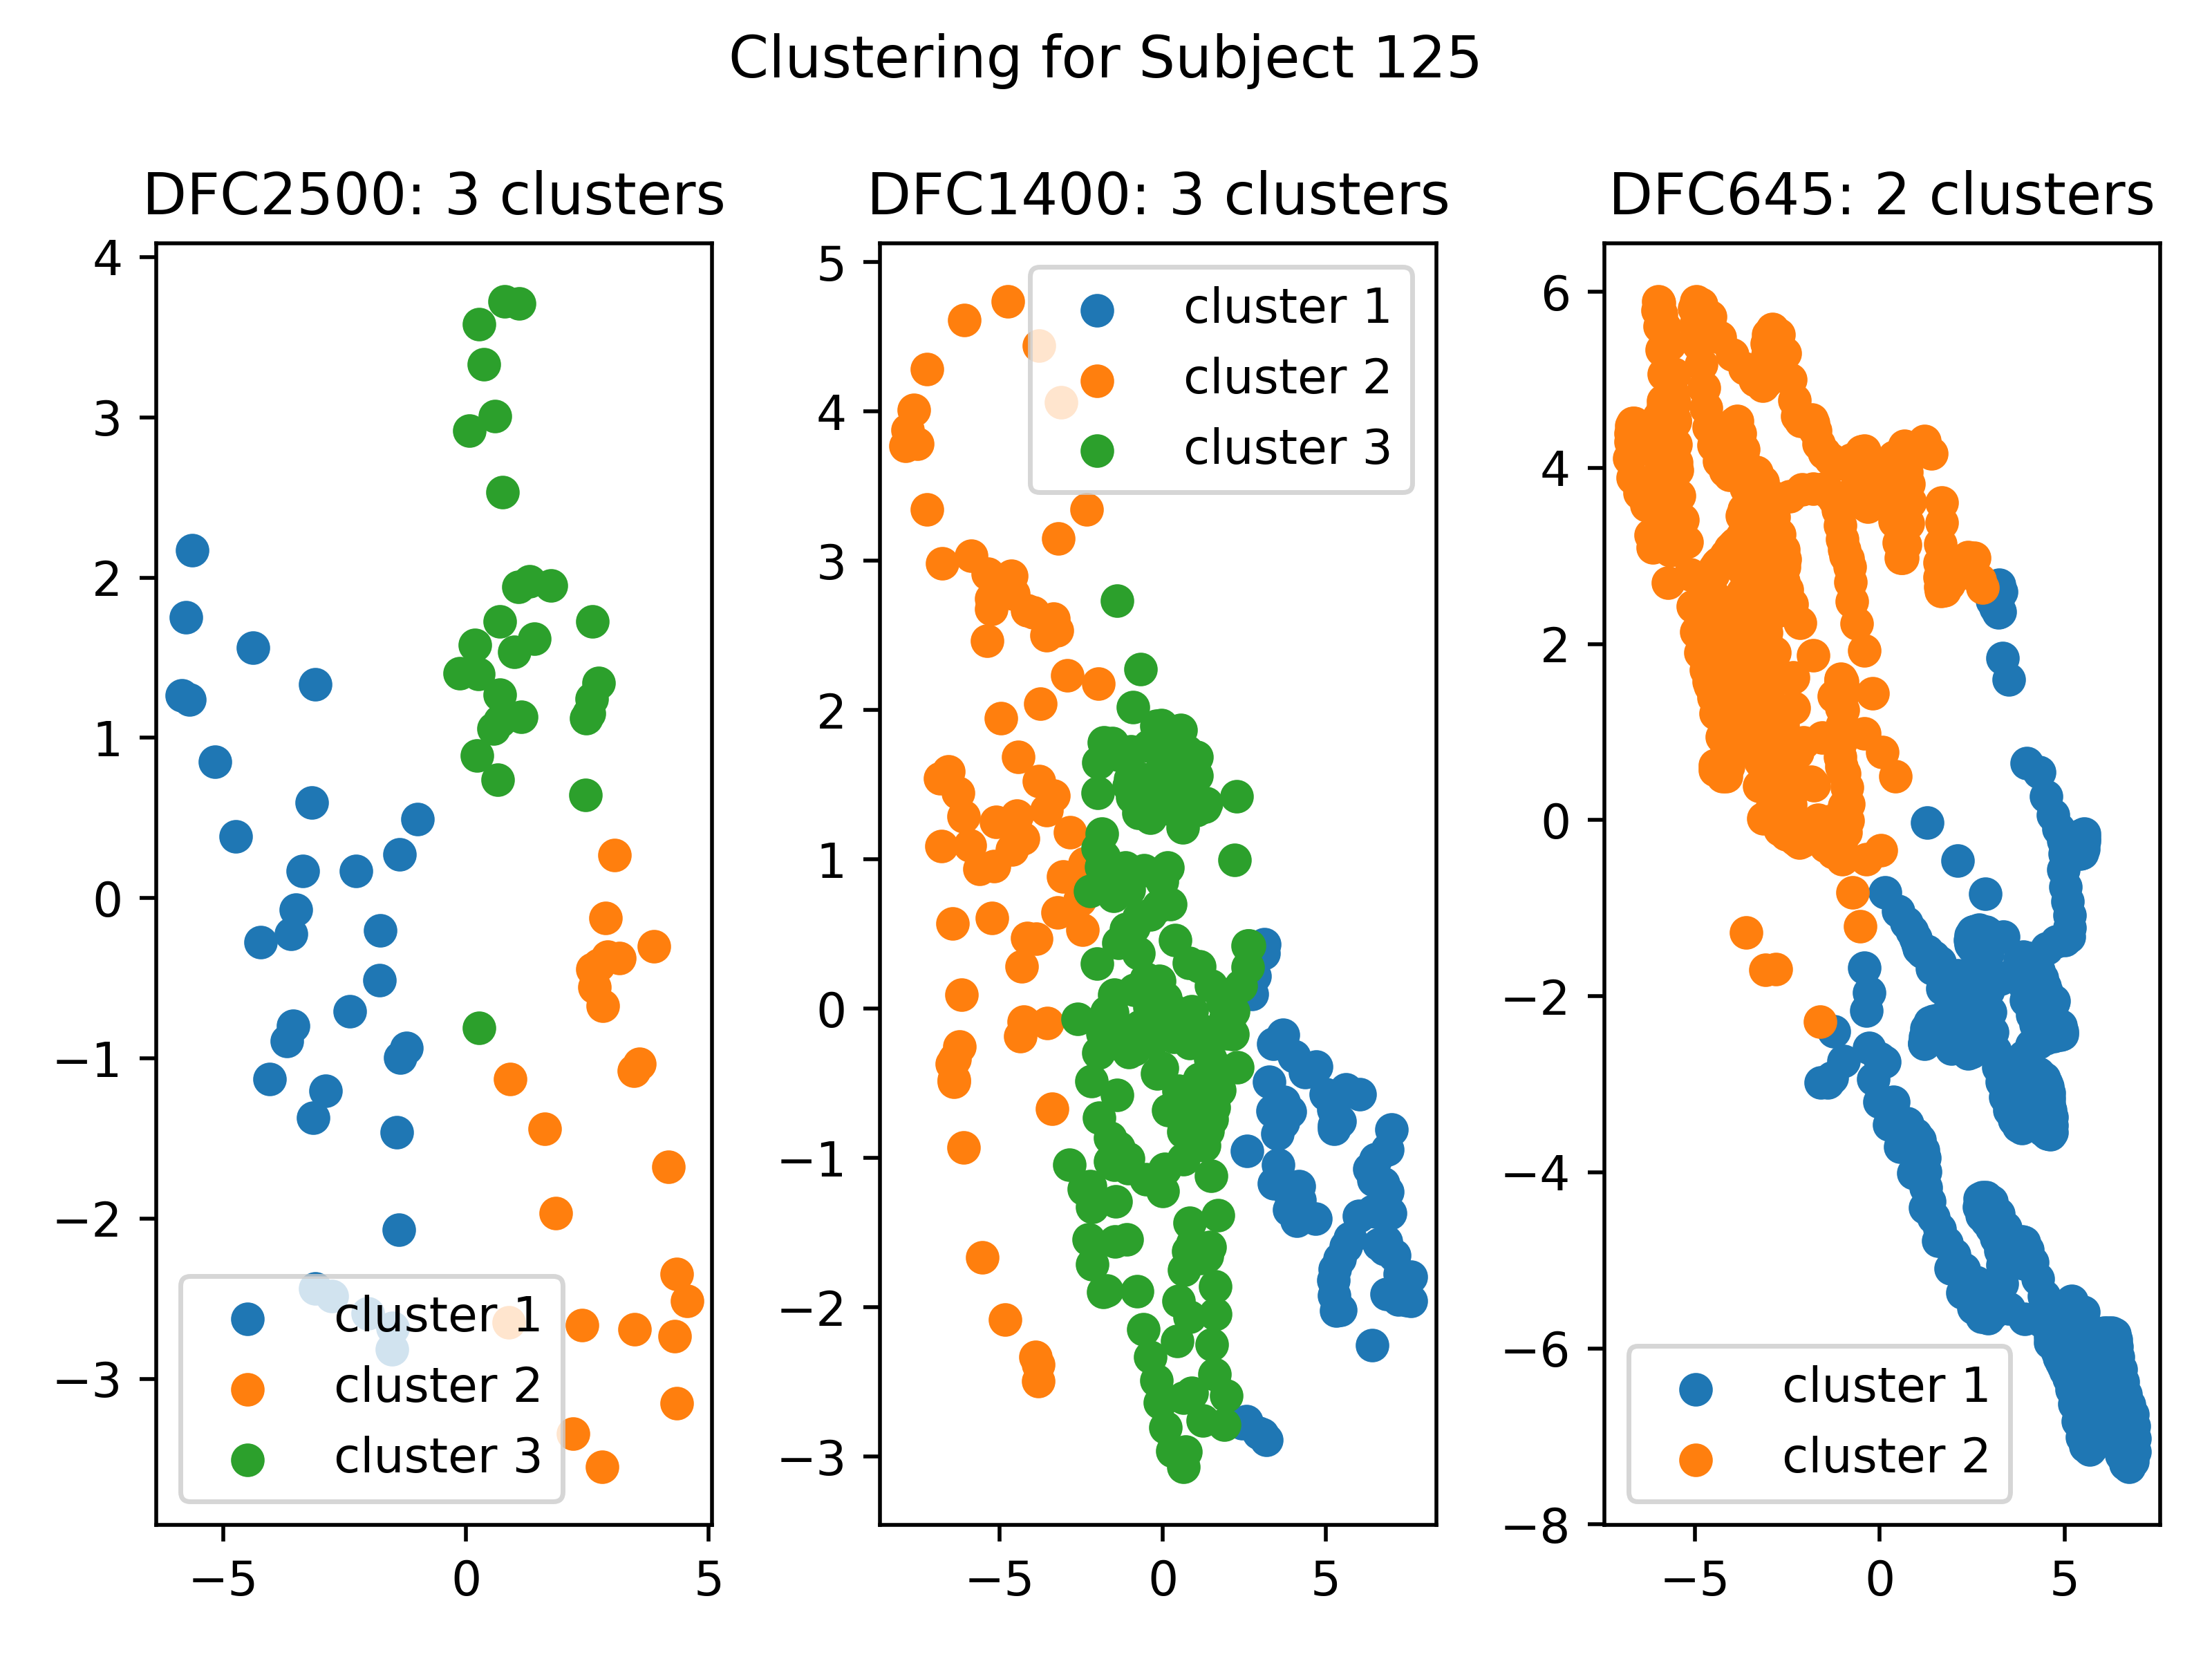 Clustering for Subject 125
DFC2500: 3 clusters
4
3
2
1
0
−1
−2
−3
−5
0
5
cluster 1
cluster 2
cluster 3
DFC1400: 3 clusters
5
4
3
2
1
0
−1
−2
−3
−5
0
5
cluster 1
cluster 2
cluster 3
DFC645: 2 clusters
6
4
2
0
−2
−4
−6
−8
−5
0
5
cluster 1
cluster 2